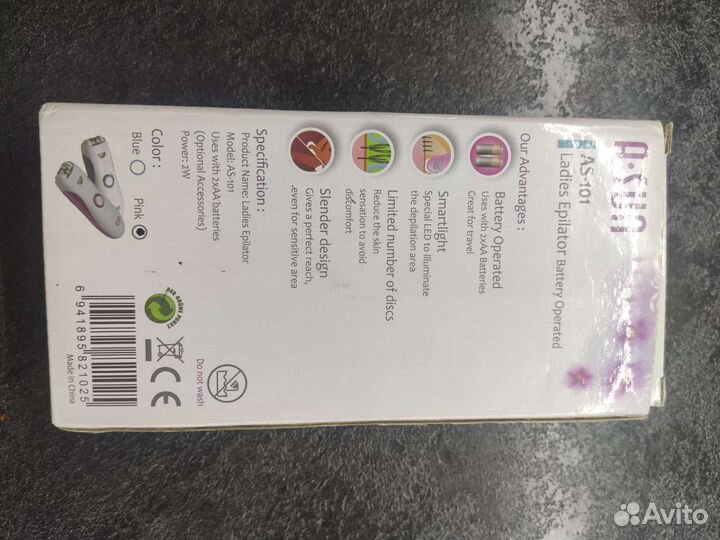 AS-101
Ladies Epilator Battery Operated
Our Advantages :
Battery Operated
Uses with 2xAA Batteries
Great for travel
Smartlight
Special LED to illuminate
the depilation area
Limited number of discs
Reduce the skin
sensation to avoid
discomfort
Slender design
Gives a perfect reach,
.even for sensitive area
Specification :
Product Name: Ladies Epilator
Model: AS-101
Uses with 2xAA batteries
(Optional Accessories)
Power: 2W
Color :
Blue
Pink
DER GRÜNE PUNKT
CE
Do not wash
6 941895 821025
Made in China
Avito